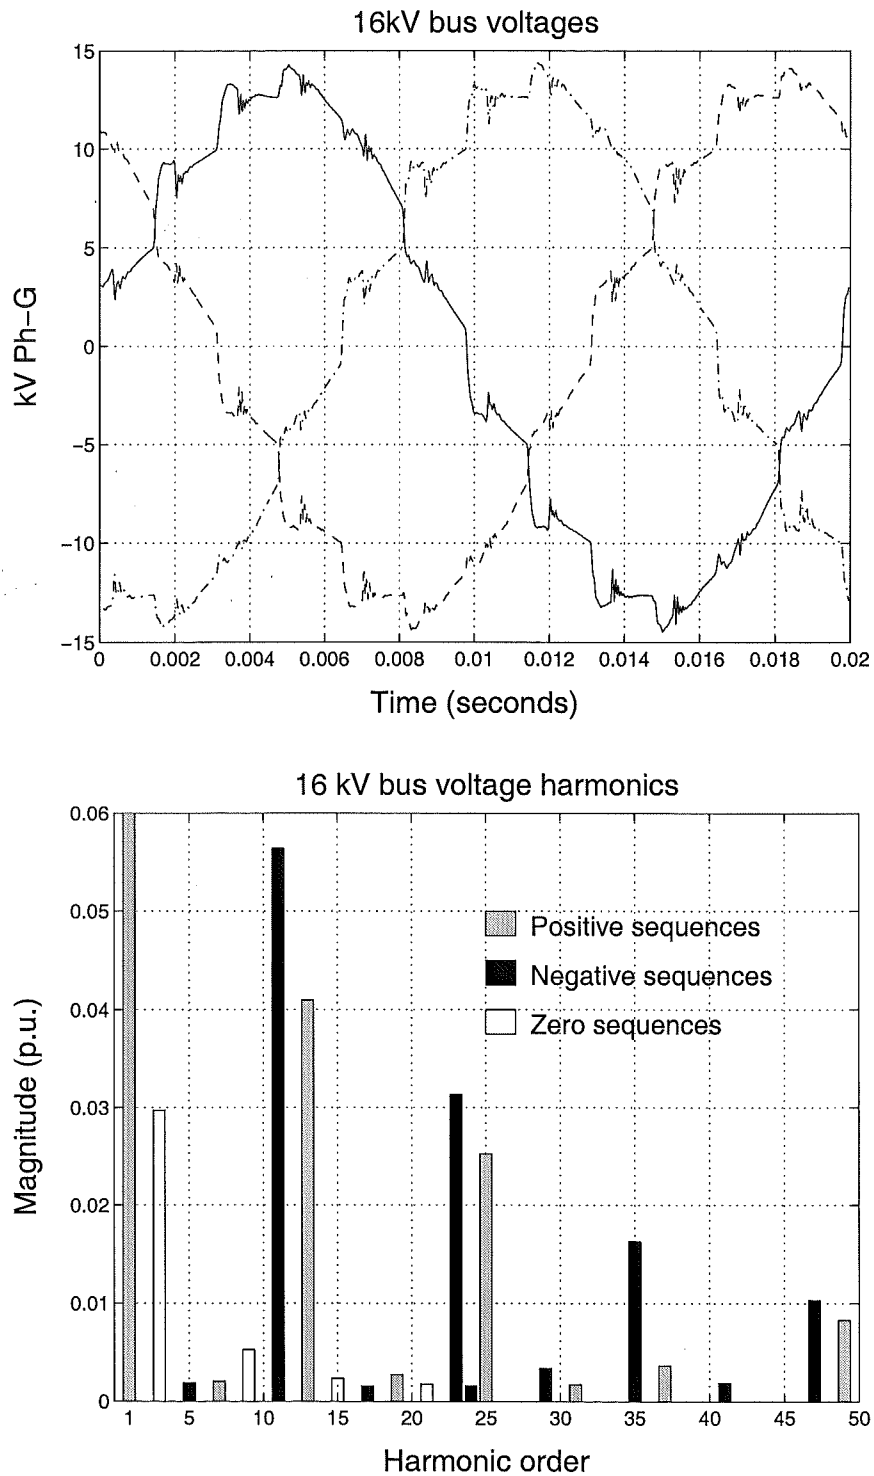 16kV bus voltages
15
10
5
0
−5
−10
−15
kV Ph−G
0 0.002 0.004 0.006 0.008 0.01 0.012 0.014 0.016 0.018 0.02
Time (seconds)
16 kV bus voltage harmonics
0.06
0.05
0.04
0.03
0.02
0.01
0
Magnitude (p.u.)
Positive sequences
Negative sequences
Zero sequences
1 5 10 15 20 25 30 35 40 45 50
Harmonic order